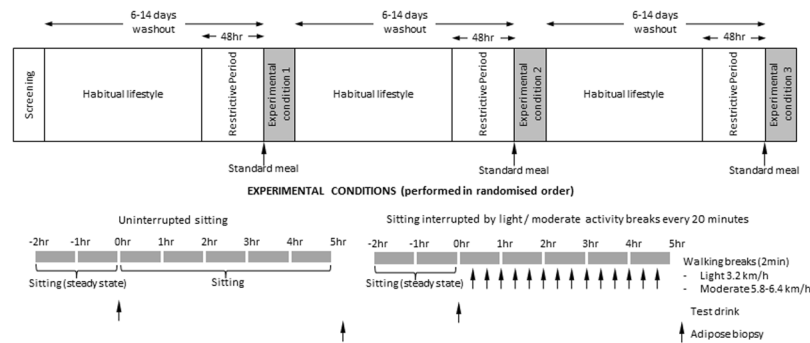 6-14 days
washout
6-14 days
washout
6-14 days
washout
48hr
48hr
48hr
Screening
Habitual lifestyle
Restrictive Period
Experimental
condition 1
Habitual lifestyle
Restrictive Period
Experimental
condition 2
Habitual lifestyle
Restrictive Period
Experimental
condition 3
Standard meal
Standard meal
Standard meal
EXPERIMENTAL CONDITIONS (performed in randomised order)
Uninterrupted sitting
-2hr -1hr 0hr 1hr 2hr 3hr 4hr 5hr
Sitting (steady state)
Sitting
Sitting interrupted by light / moderate activity breaks every 20 minutes
-2hr -1hr 0hr 1hr 2hr 3hr 4hr 5hr
Sitting (steady state)
Walking breaks (2min)
- Light 3.2 km/h
- Moderate 5.8-6.4 km/h
Test drink
Adipose biopsy